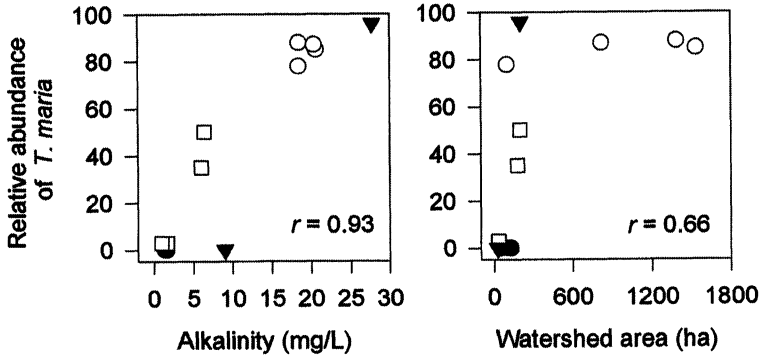 Relative abundance
of T. maria
100
80
60
40
20
0
r = 0.93
0 5 10 15 20 25 30
Alkalinity (mg/L)
100
80
60
40
20
0
r = 0.66
0 600 1200 1800
Watershed area (ha)